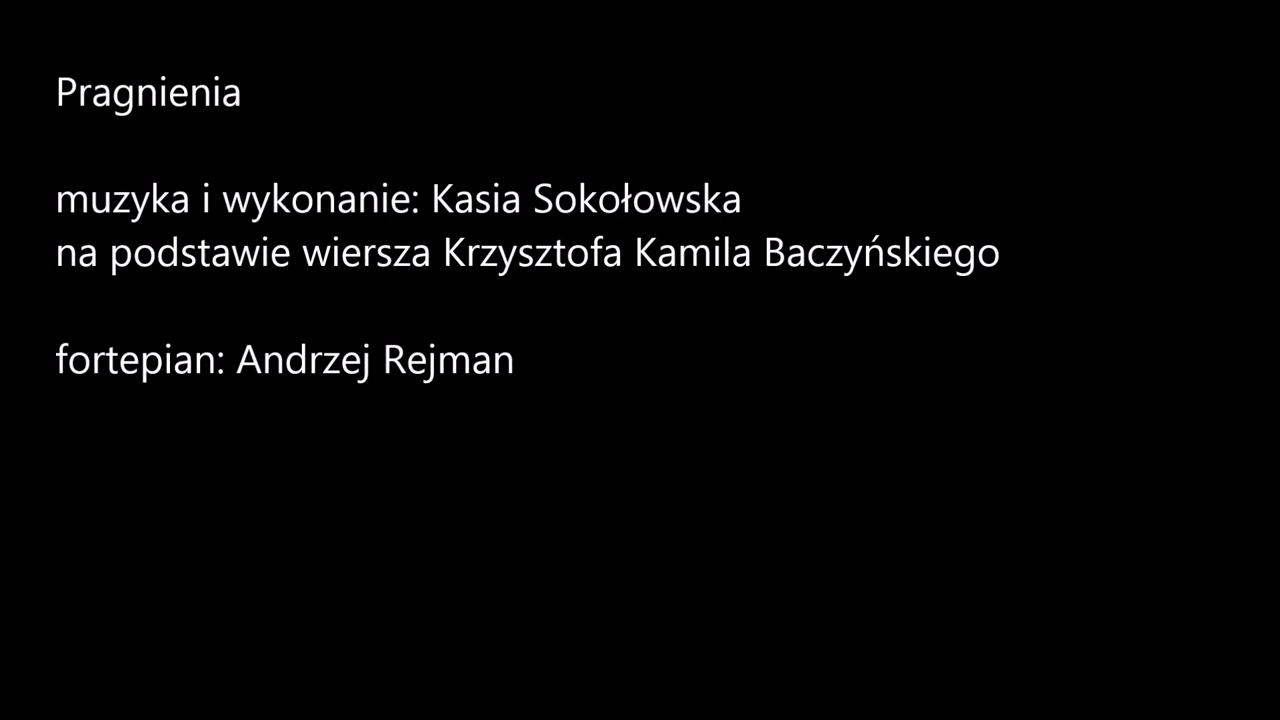 Pragnienia
muzyka i wykonanie: Kasia Sokołowska
na podstawie wiersza Krzysztofa Kamila Baczyńskiego
fortepian: Andrzej Rejman